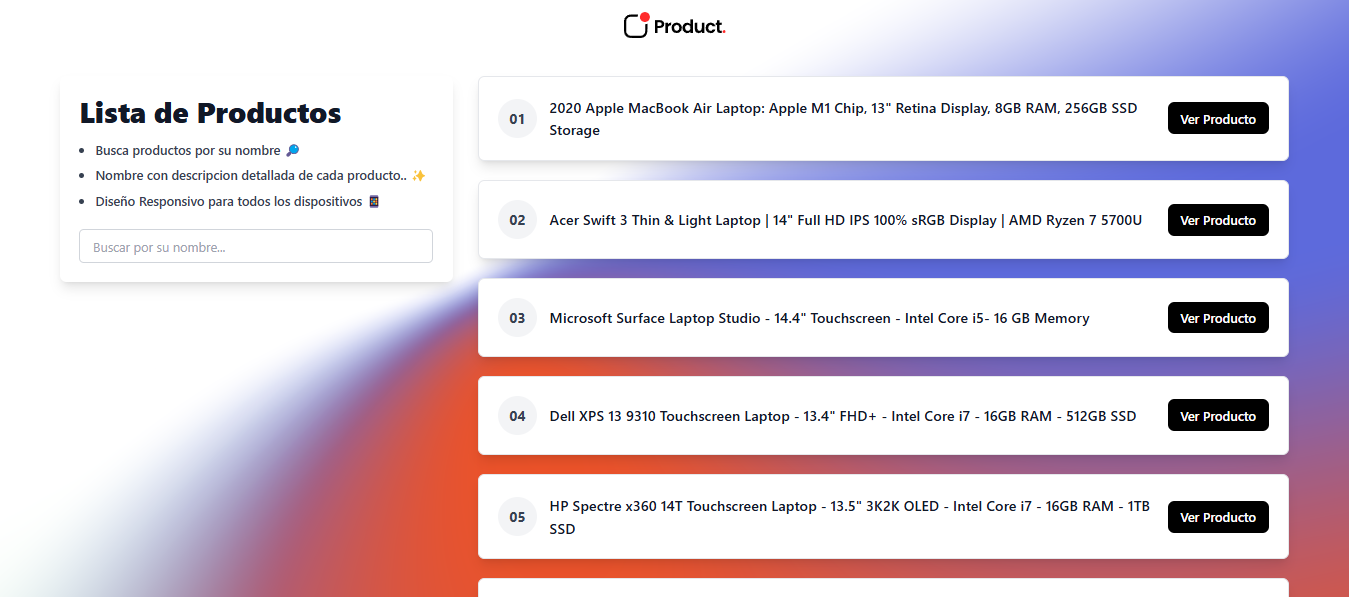 Product.
Lista de Productos
Busca productos por su nombre 🔎
Nombre con descripcion detallada de cada producto.. ✨
Diseño Responsivo para todos los dispositivos 📱
Buscar por su nombre...
01
2020 Apple MacBook Air Laptop: Apple M1 Chip, 13" Retina Display, 8GB RAM, 256GB SSD
Storage
Ver Producto
02
Acer Swift 3 Thin & Light Laptop | 14" Full HD IPS 100% sRGB Display | AMD Ryzen 7 5700U
Ver Producto
03
Microsoft Surface Laptop Studio - 14.4" Touchscreen - Intel Core i5- 16 GB Memory
Ver Producto
04
Dell XPS 13 9310 Touchscreen Laptop - 13.4" FHD+ - Intel Core i7 - 16GB RAM - 512GB SSD
Ver Producto
05
HP Spectre x360 14T Touchscreen Laptop - 13.5" 3K2K OLED - Intel Core i7 - 16GB RAM - 1TB
SSD
Ver Producto